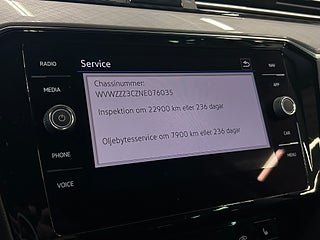 RADIO
Service
NAV
MEDIA
APP
Chassinummer:
WVWZZZ3CZNE076035
Inspektion om 22900 km eller 236 dagar
Oljebytesservice om 7900 km eller 236 dagar
PHONE
CAR
VOICE
MENU